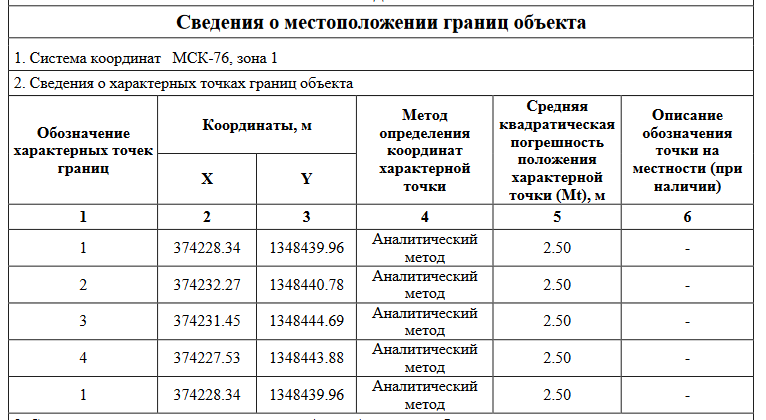 Сведения о местоположении границ объекта
1. Система координат МСК-76, зона 1
2. Сведения о характерных точках границ объекта
Обозначение
характерных точек
границ
Координаты, м
X
Y
Метод
определения
координат
характерной
точки
Средняя
квадратическая
погрешность
положения
характерной
точки (Mt), м
Описание
обозначения
точки на
местности (при
наличии)
1 2 3 4 5 6
1 374228.34 1348439.96 Аналитический
метод 2.50 -
2 374232.27 1348440.78 Аналитический
метод 2.50 -
3 374231.45 1348444.69 Аналитический
метод 2.50 -
4 374227.53 1348443.88 Аналитический
метод 2.50 -
1 374228.34 1348439.96 Аналитический
метод 2.50 -